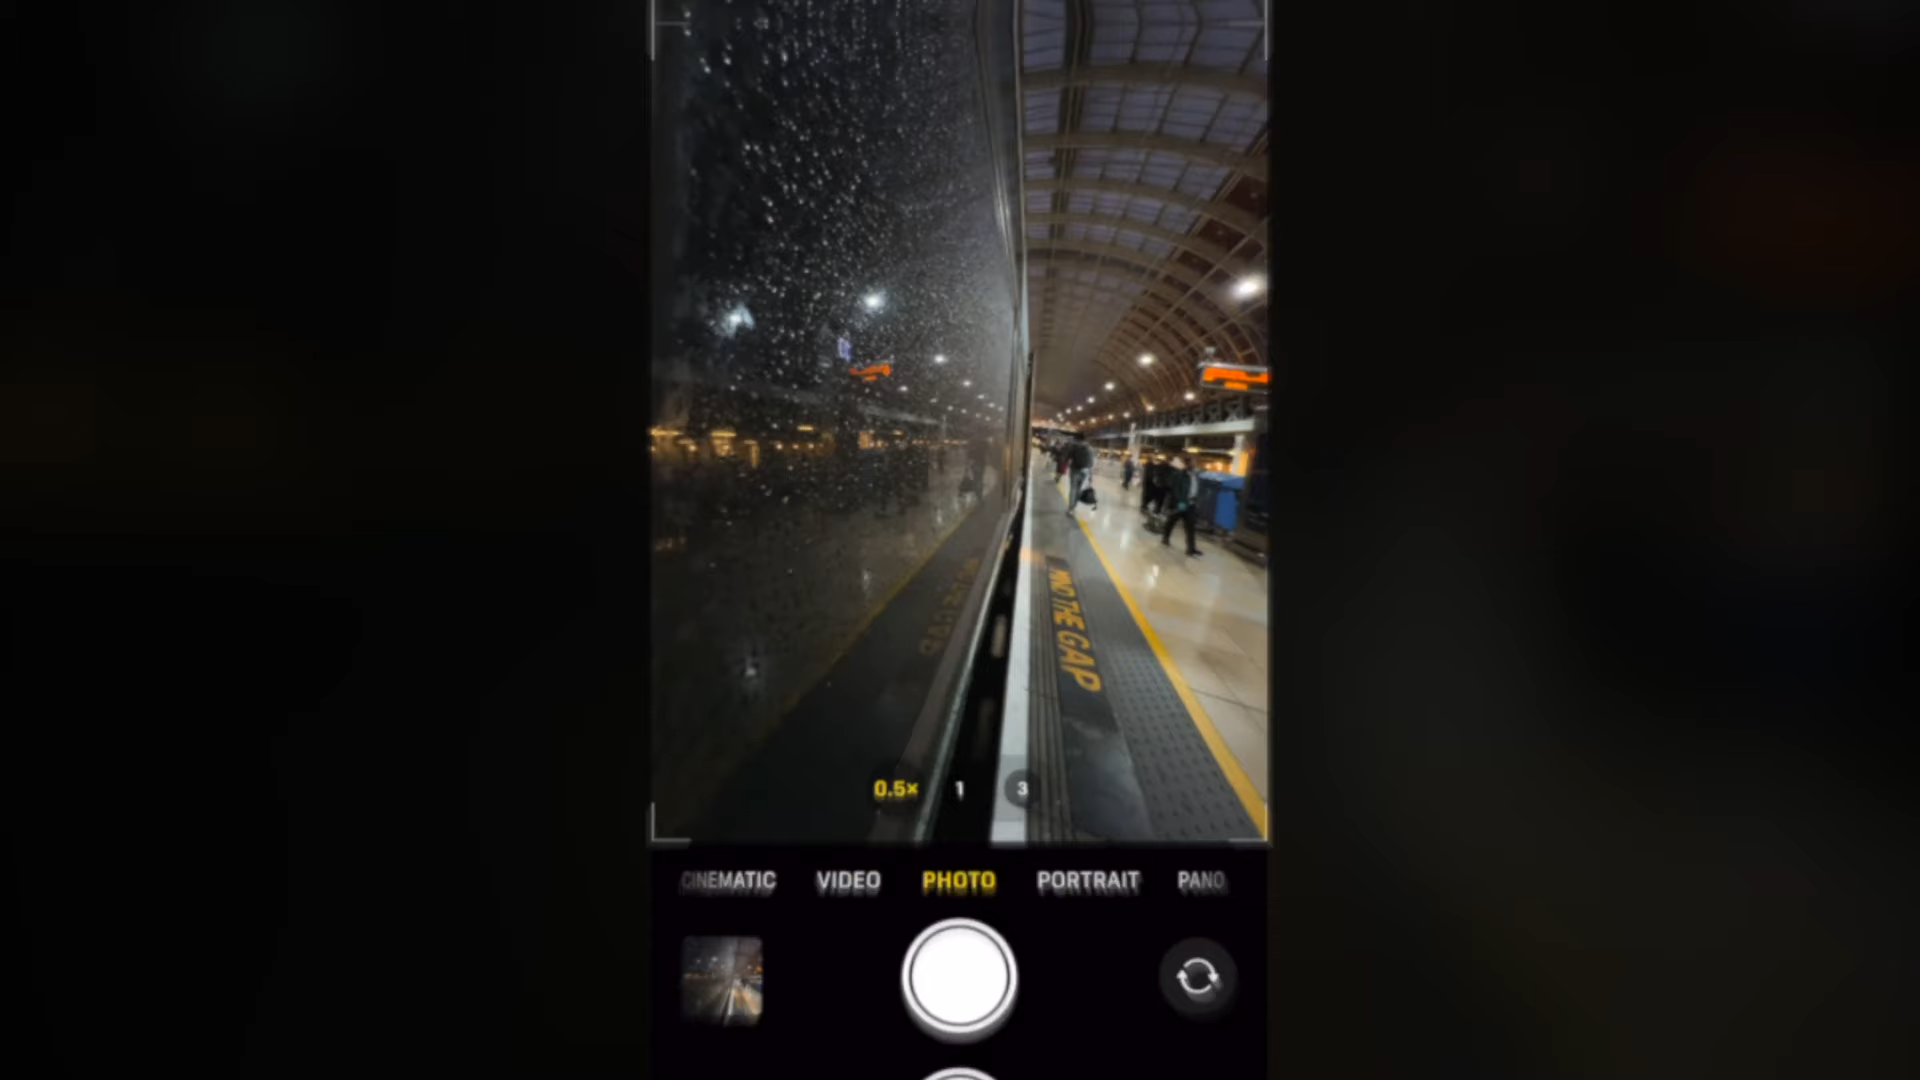 MIND THE GAP
0.5× 1 3
CINEMATIC VIDEO PHOTO PORTRAIT PANO